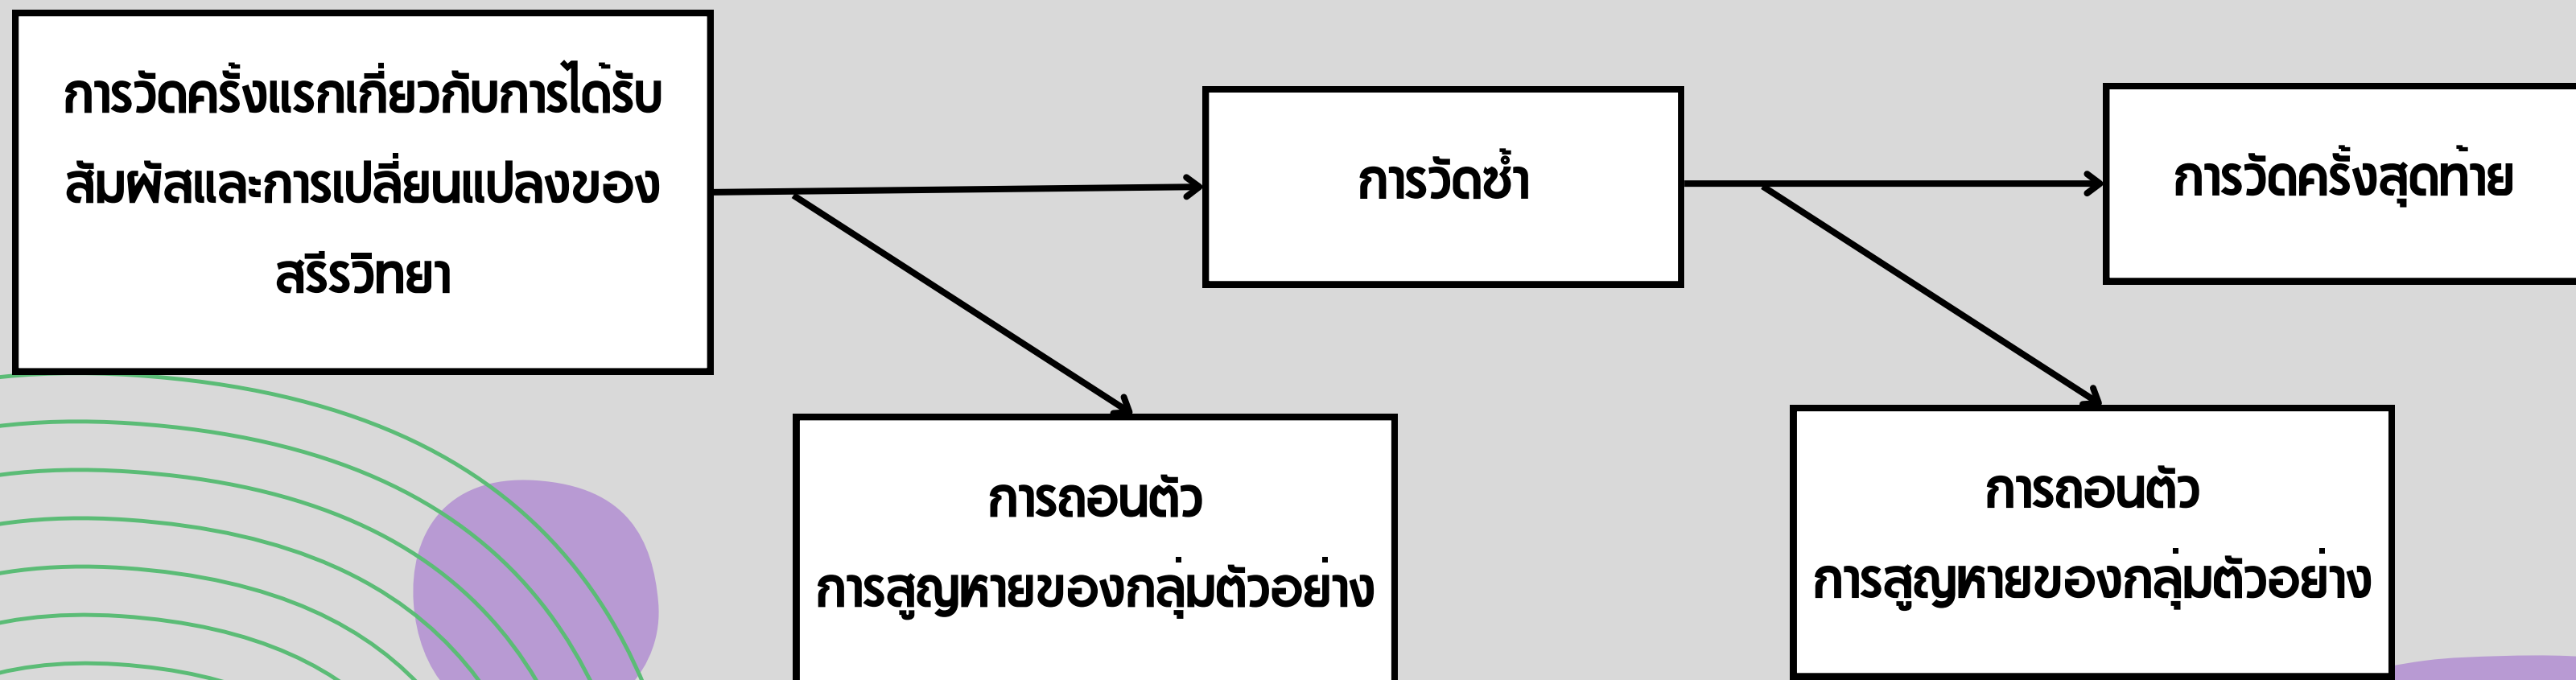 การวัดครั้งแรกเกี่ยวกับการได้รับ
สัมผัสและการเปลี่ยนแปลงของ
สรีรวิทยา
การวัดซ้ำ
การวัดครั้งสุดท้าย
การถอนตัว
การสูญหายของกลุ่มตัวอย่าง
การถอนตัว
การสูญหายของกลุ่มตัวอย่าง